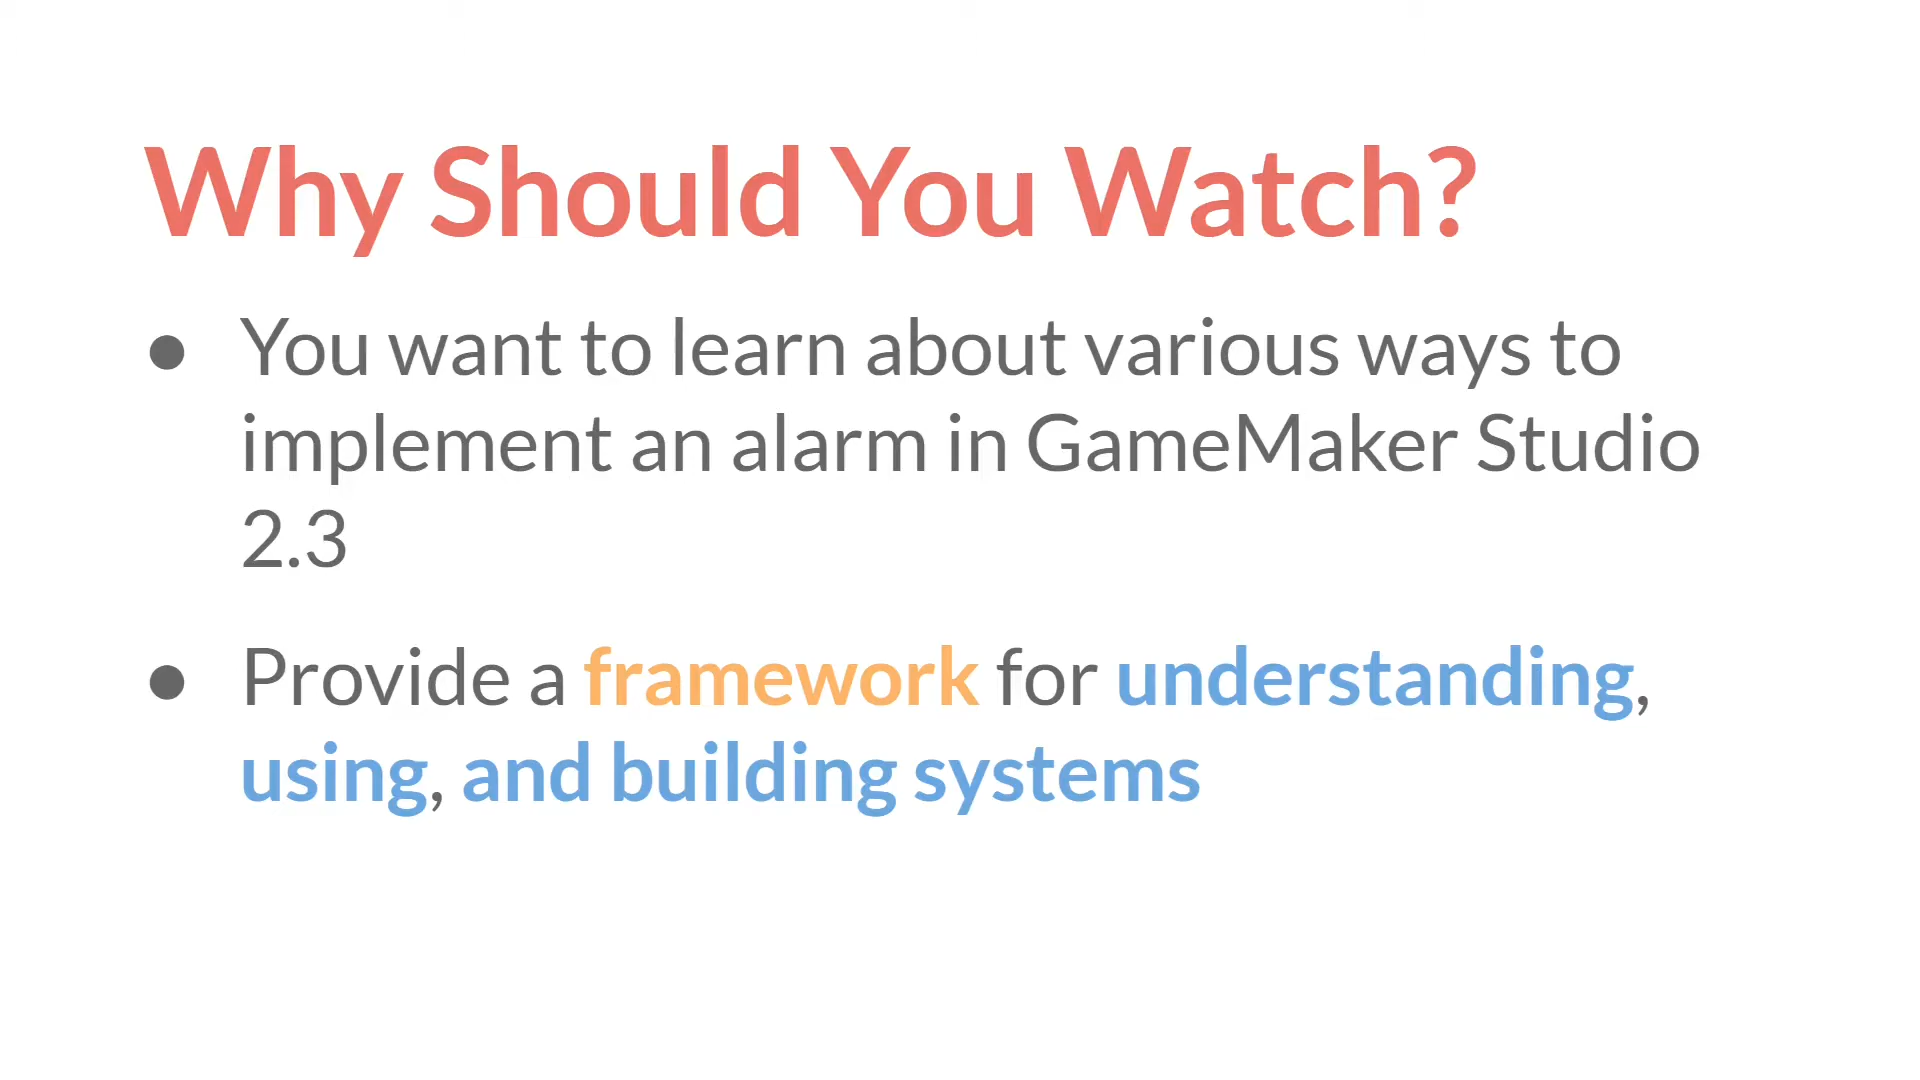 Why Should You Watch?
● You want to learn about various ways to
implement an alarm in GameMaker Studio
2.3
● Provide a framework for understanding,
using, and building systems